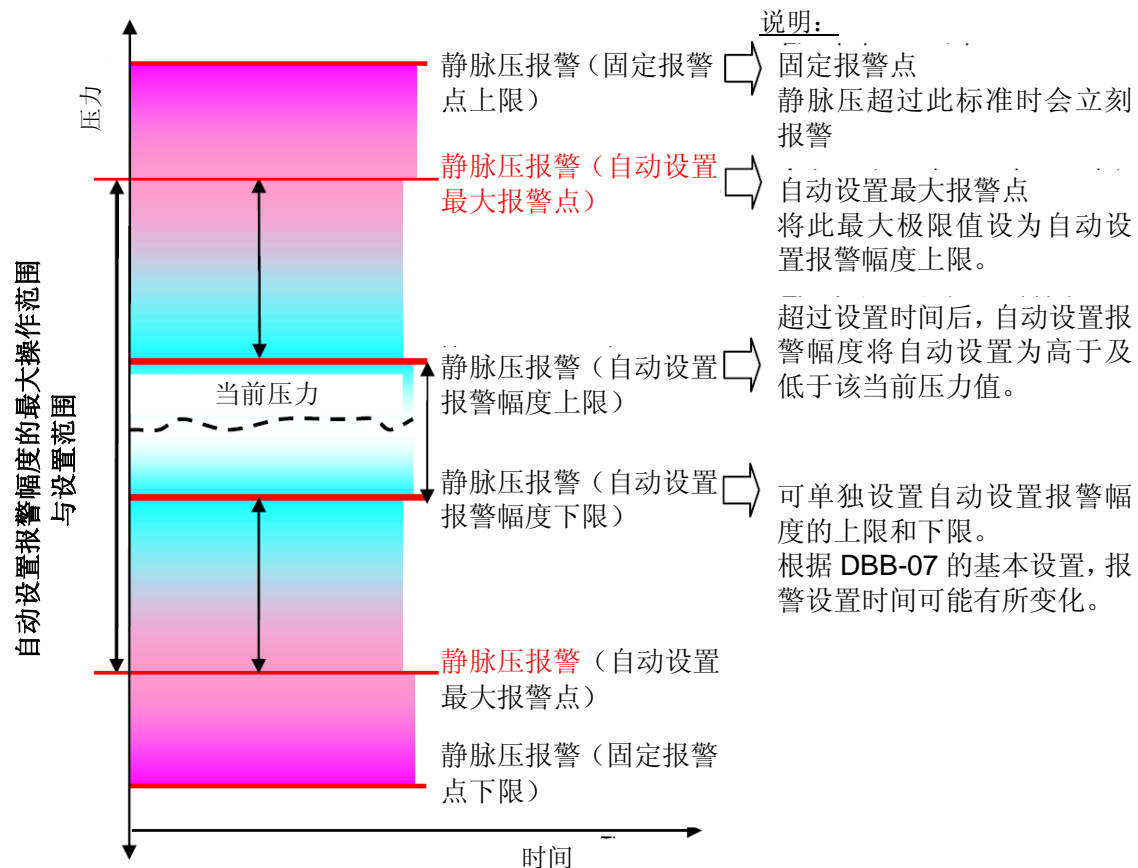 说明:
静脉压报警（固定报警
点上限）
固定报警点
静脉压超过此标准时会立刻
报警
压力
静脉压报警（自动设置
最大报警点）
自动设置最大报警点
将此最大极限值设为自动设
置报警幅度上限。
自动设置报警幅度的最大操作范围
与设置范围
静脉压报警（自动设置
报警幅度上限）
超过设置时间后，自动设置报
警幅度将自动设置为高于及
低于该当前压力值。
当前压力
静脉压报警（自动设置
报警幅度下限）
可单独设置自动设置报警幅
度的上限和下限。
根据 DBB-07 的基本设置，报
警设置时间可能有所变化。
静脉压报警（自动设置
最大报警点）
静脉压报警（固定报警
点下限）
时间